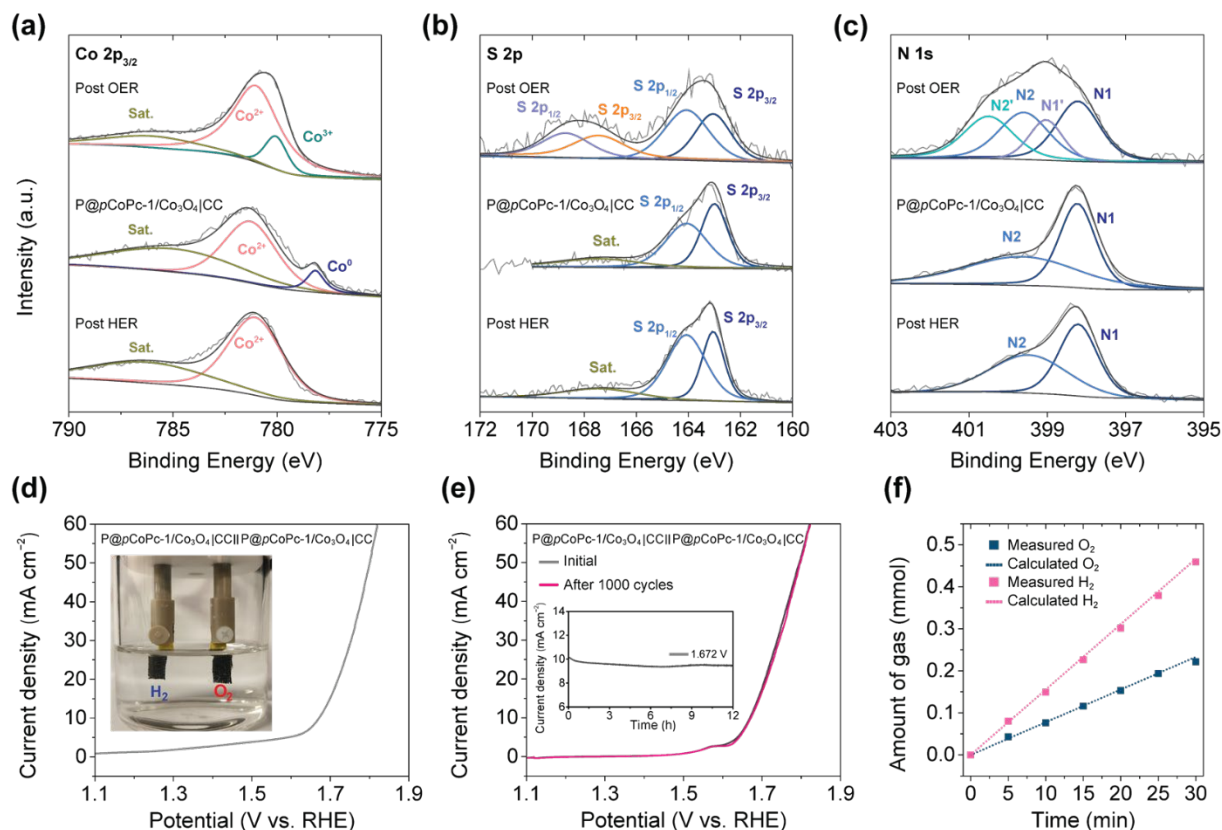 (a)
Co 2p3/2
Post OER
Sat.
Co2+
Co3+
P@pCoPc-1/Co3O4|CC
Sat.
Co2+
Co0
Post HER
Sat.
Co2+
790 785 780 775
Binding Energy (eV)
Intensity (a.u.)
(b)
S 2p
Post OER
S 2p1/2
S 2p3/2
S 2p1/2
S 2p3/2
P@pCoPc-1/Co3O4|CC
Sat.
S 2p1/2
S 2p3/2
Post HER
Sat.
S 2p1/2
S 2p3/2
172 170 168 166 164 162 160
Binding Energy (eV)
(c)
N 1s
Post OER
N2'
N2
N1'
N1
P@pCoPc-1/Co3O4|CC
N2
N1
Post HER
N2
N1
403 401 399 397 395
Binding Energy (eV)
(d)
P@pCoPc-1/Co3O4|CC||P@pCoPc-1/Co3O4|CC
H2
O2
60
50
40
30
20
10
0
1.1 1.3 1.5 1.7 1.9
Potential (V vs. RHE)
Current density (mA cm−2)
(e)
P@pCoPc-1/Co3O4|CC||P@pCoPc-1/Co3O4|CC
Initial
After 1000 cycles
14
12
10
8
6
4
2
1.672 V
0 3 6 9 12
Time (h)
Current density (mA cm−2)
60
50
40
30
20
10
0
1.1 1.3 1.5 1.7 1.9
Potential (V vs. RHE)
Current density (mA cm−2)
(f)
Measured O2
Calculated O2
Measured H2
Calculated H2
0.5
0.4
0.3
0.2
0.1
0.0
0 5 10 15 20 25 30
Time (min)
Amount of gas (mmol)